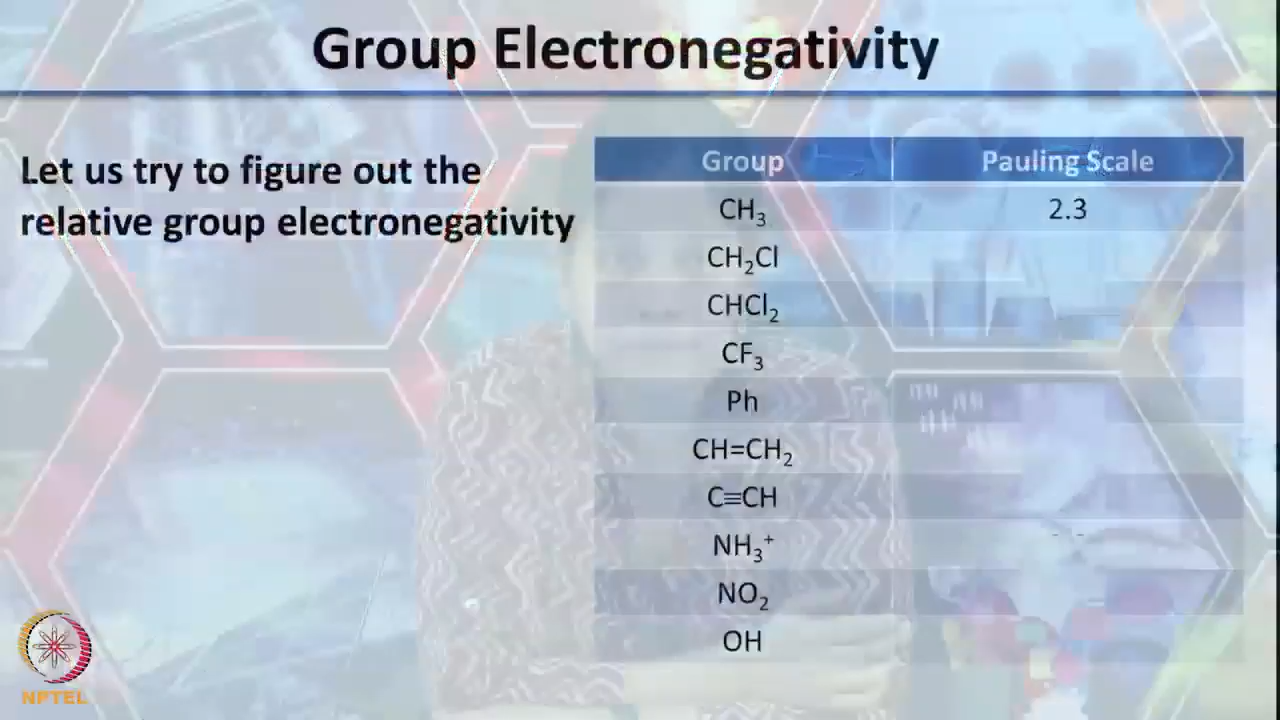 Group Electronegativity
Let us try to figure out the
relative group electronegativity
Group Pauling Scale
CH₃ 2.3
CH₂Cl
CHCl₂
CF₃
Ph
CH=CH₂
C≡CH
NH₃⁺
NO₂
OH
NPTEL